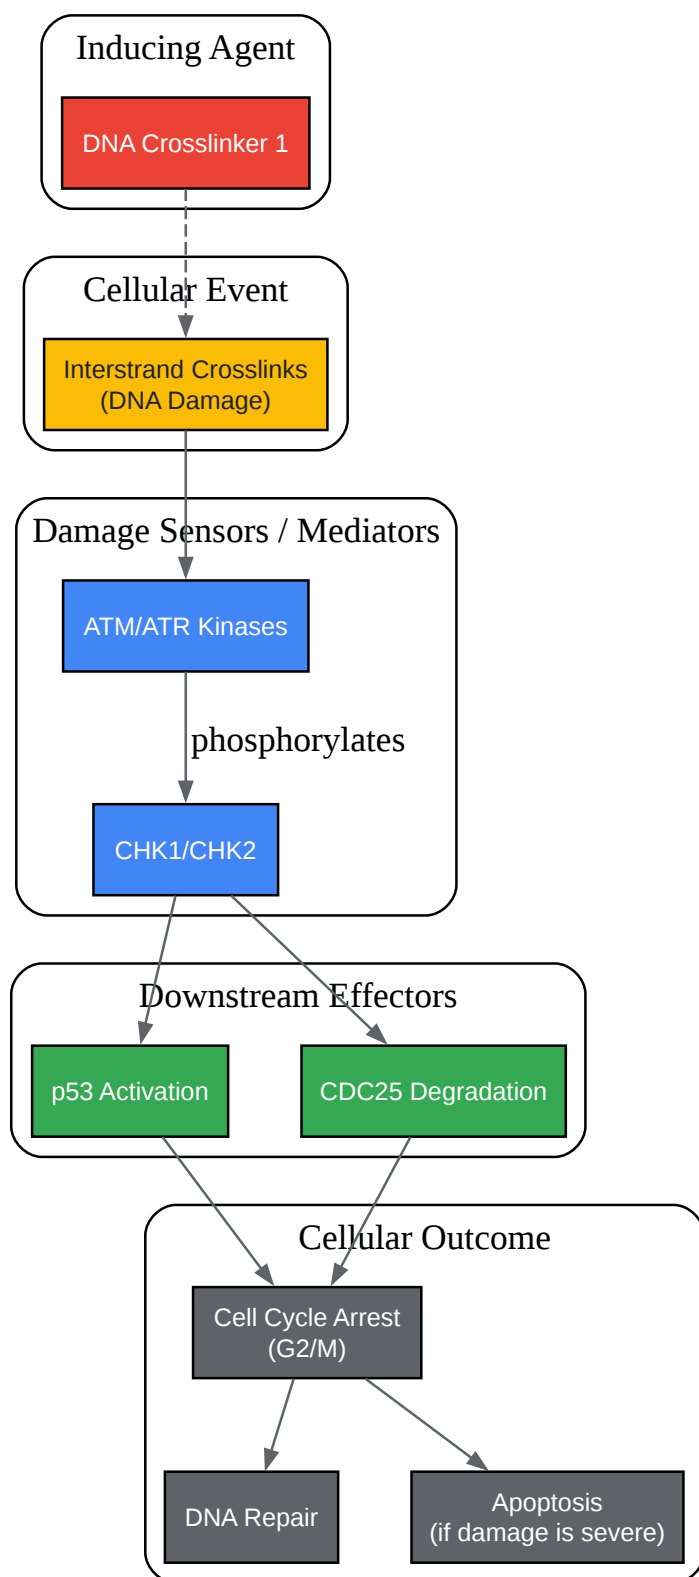 Inducing Agent
DNA Crosslinker 1
Cellular Event
Interstrand Crosslinks
(DNA Damage)
Damage Sensors / Mediators
ATM/ATR Kinases
phosphorylates
CHK1/CHK2
Downstream Effectors
p53 Activation
CDC25 Degradation
Cellular Outcome
Cell Cycle Arrest
(G2/M)
DNA Repair
Apoptosis
(if damage is severe)